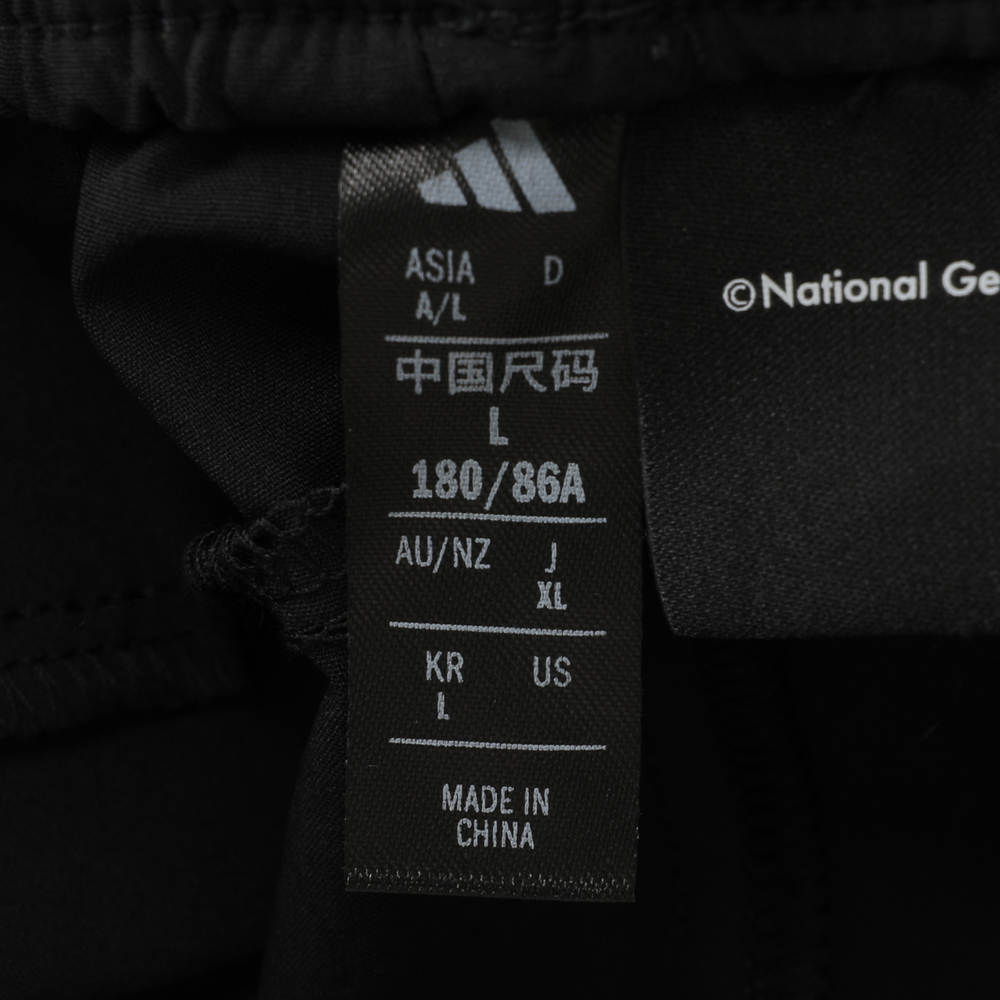 ASIA D
A/L
中国尺码
L
180/86A
AU/NZ J
XL
KR US
L
MADE IN
CHINA
©National Ge